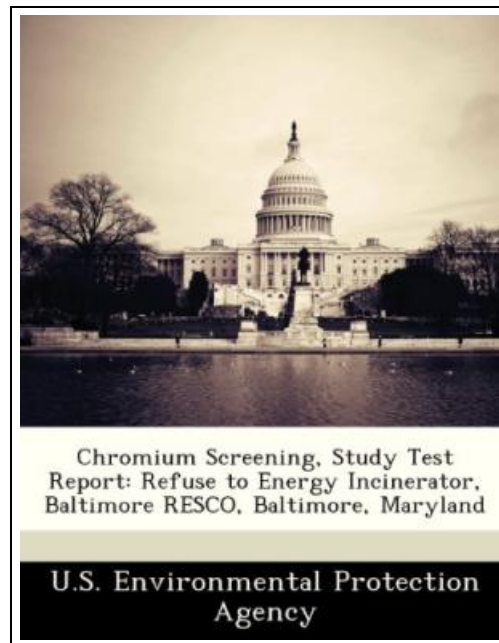 Chromium Screening, Study Test
Report: Refuse to Energy Incinerator,
Baltimore RESCO, Baltimore, Maryland
U.S. Environmental Protection
Agency